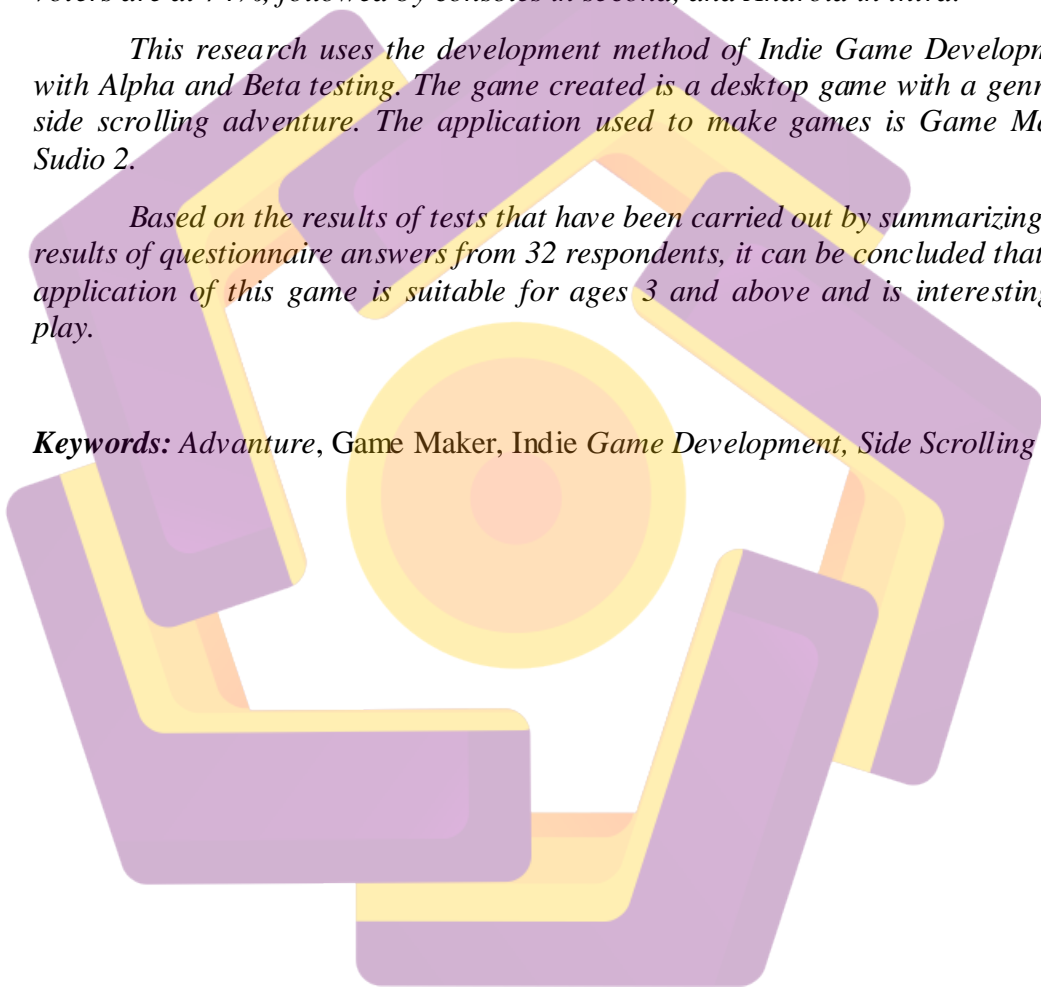 This research uses the development method of Indie Game Developm
with Alpha and Beta testing. The game created is a desktop game with a genr
side scrolling adventure. The application used to make games is Game Ma
Sudio 2.
Based on the results of tests that have been carried out by summarizing
results of questionnaire answers from 32 respondents, it can be concluded that
application of this game is suitable for ages 3 and above and is interesting
play.
Keywords: Advanture, Game Maker, Indie Game Development, Side Scrolling